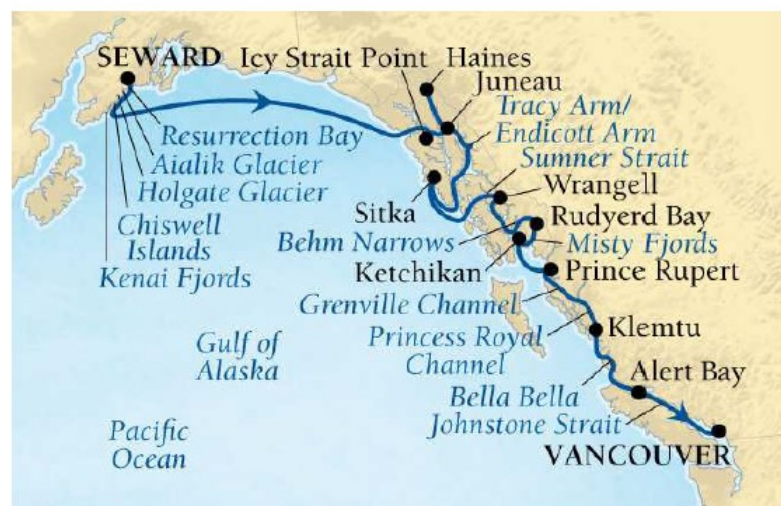 SEWARD
Icy Strait Point
Haines
Juneau
Tracy Arm/
Endicott Arm
Sumner Strait
Resurrection Bay
Aialik Glacier
Holgate Glacier
Chiswell
Islands
Kenai Fjords
Wrangell
Sitka
Rudyerd Bay
Behm Narrows
Misty Fjords
Ketchikan
Prince Rupert
Grenville Channel
Princess Royal
Channel
Klemtu
Gulf of
Alaska
Alert Bay
Bella Bella
Johnstone Strait
Pacific
Ocean
VANCOUVER